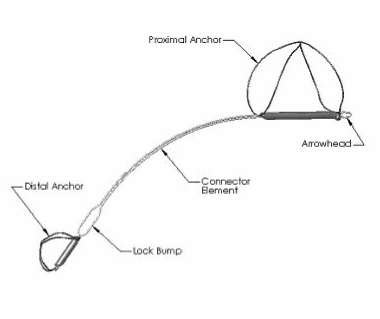 Proximal Anchor
Arrowhead
Connector
Element
Distal Anchor
Lock Bump